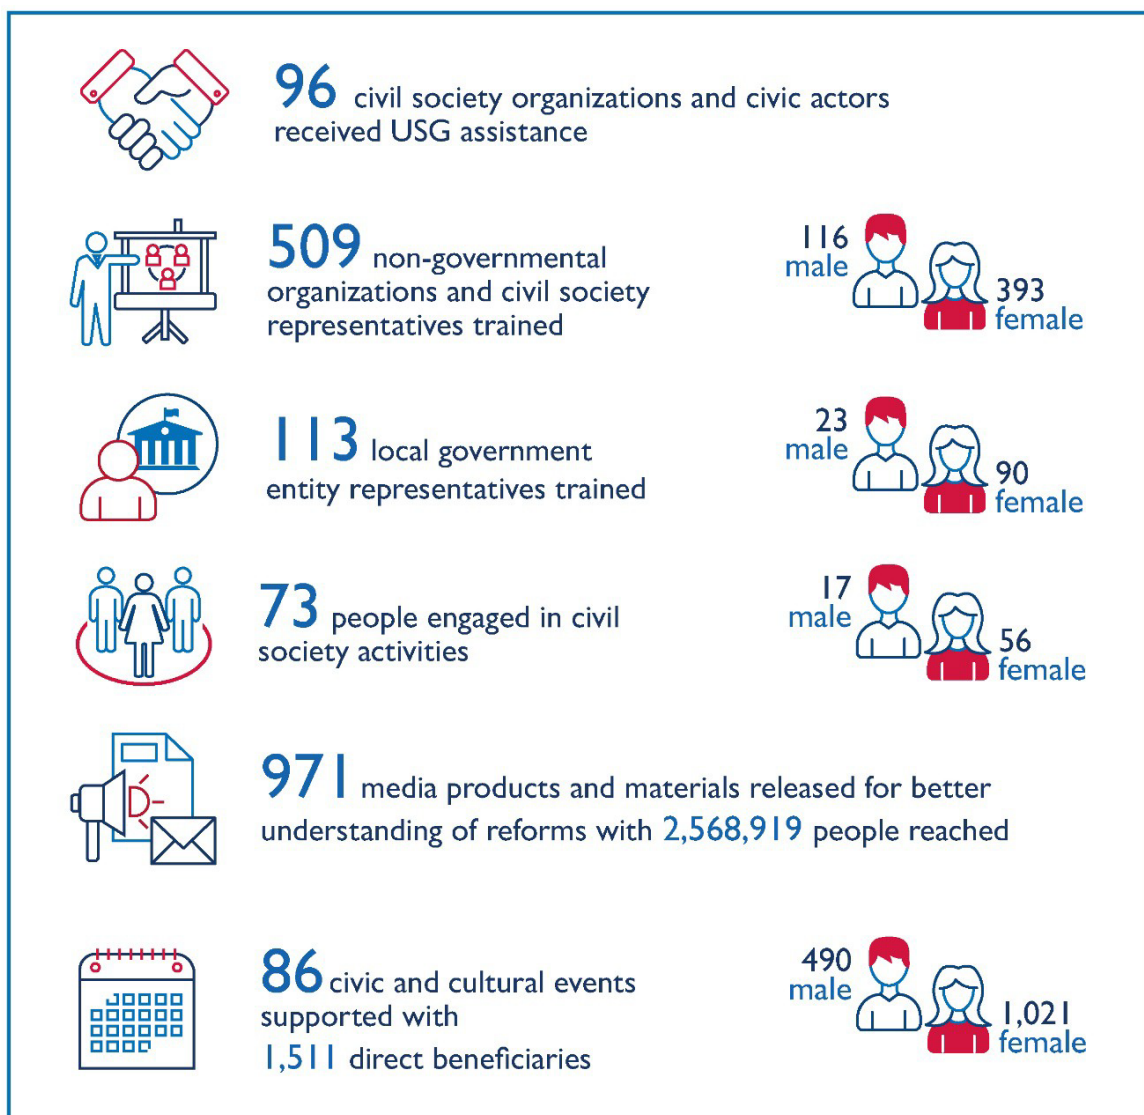 96 civil society organizations and civic actors
received USG assistance
509 non-governmental
organizations and civil society
representatives trained
116
male
393
female
113 local government
entity representatives trained
23
male
90
female
73 people engaged in civil
society activities
17
male
56
female
971 media products and materials released for better
understanding of reforms with 2,568,919 people reached
86 civic and cultural events
supported with
1,511 direct beneficiaries
490
male
1,021
female